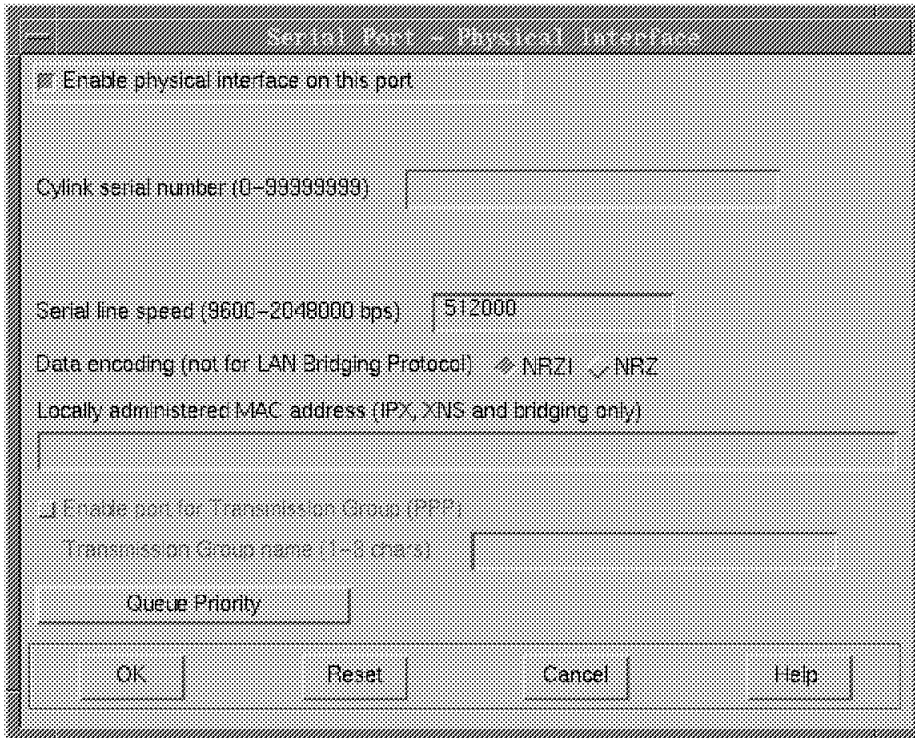 Serial Port - Physical Interface
Enable physical interface on this port
Cylink serial number (0-99999999)
Serial line speed (9600-2048000 bps) 512000
Data encoding (not for LAN Bridging Protocol) NRZI NRZ
Locally administered MAC address (IPX, XNS and bridging only)
Enable port for Transmission Group (PPP)
Transmission Group name (1-8 chars)
Queue Priority
OK Reset Cancel Help